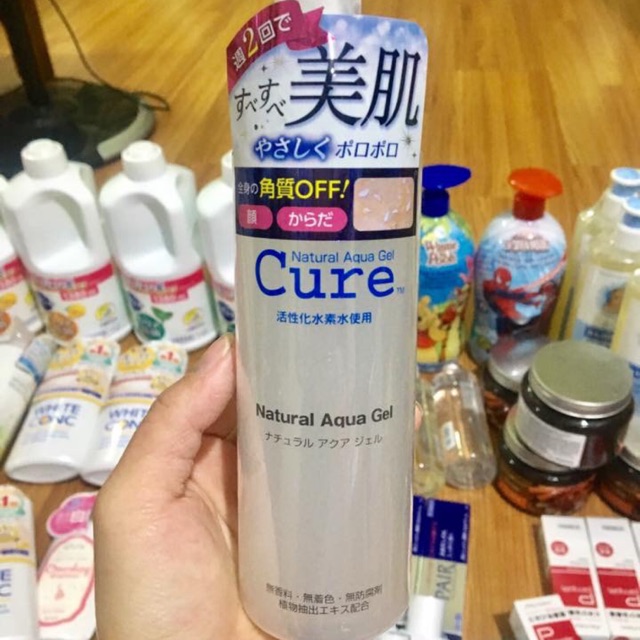 週2回で
すべすべ美肌
やさしくポロポロ
全身の角質OFF!
顔 からだ
Natural Aqua Gel
Cure™
活性化水素水使用
Natural Aqua Gel
ナチュラル アクア ジェル
無香料・無着色・無防腐剤
植物抽出エキス配合
WHITE
CONC
WHITE
CONC
PAIR